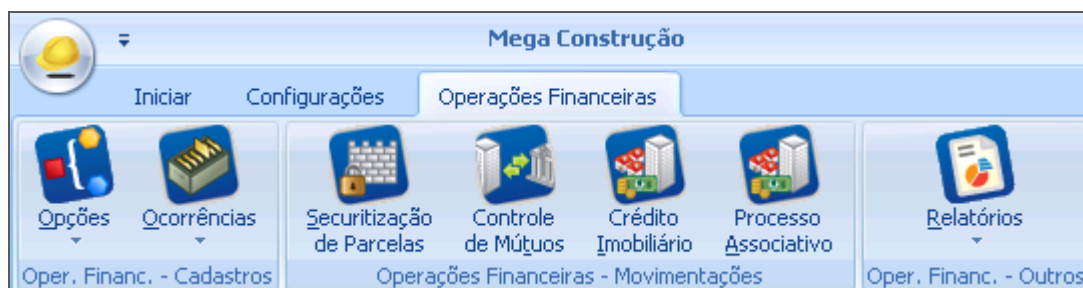 Mega Construção
Iniciar Configurações Operações Financeiras
Opções Ocorrências Securitização de Parcelas Controle de Mútuos Crédito Imobiliário Processo Associativo Relatórios
Oper. Financ. - Cadastros Operações Financeiras - Movimentações Oper. Financ. - Outros